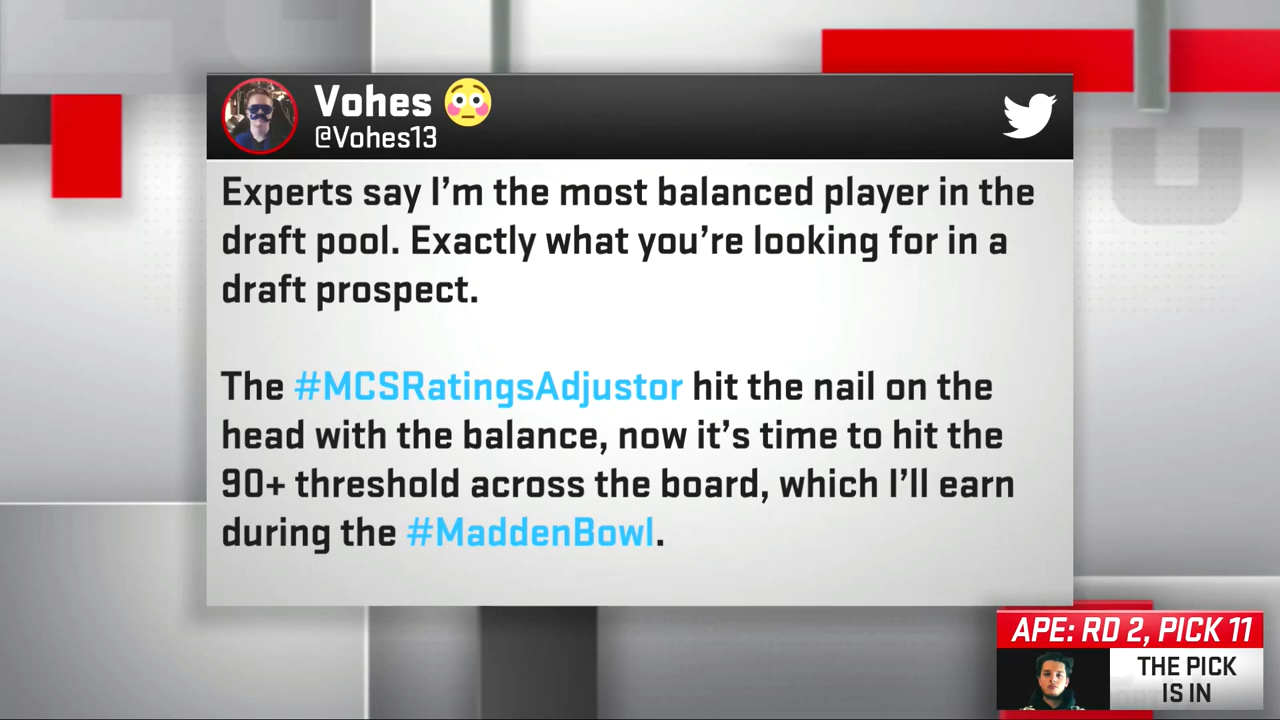 Vohes 😳
@Vohes13
Experts say I’m the most balanced player in the
draft pool. Exactly what you’re looking for in a
draft prospect.
The #MCSRatingsAdjustor hit the nail on the
head with the balance, now it’s time to hit the
90+ threshold across the board, which I’ll earn
during the #MaddenBowl.
APE: RD 2, PICK 11
THE PICK
IS IN